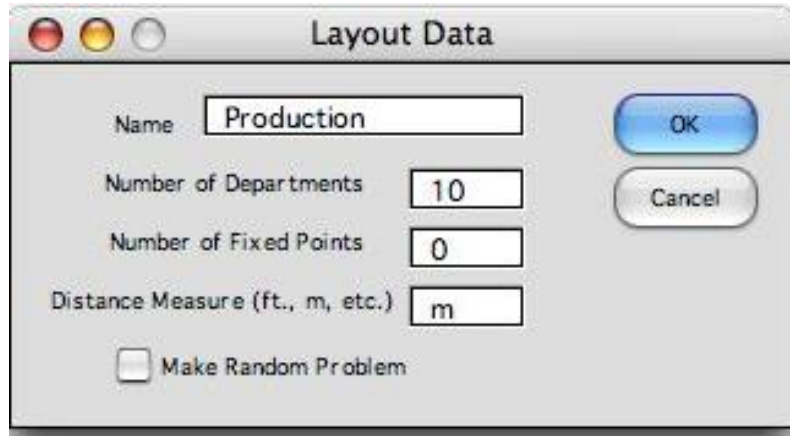 Layout Data
Name Production
OK
Number of Departments 10
Cancel
Number of Fixed Points 0
Distance Measure (ft., m, etc.) m
Make Random Problem